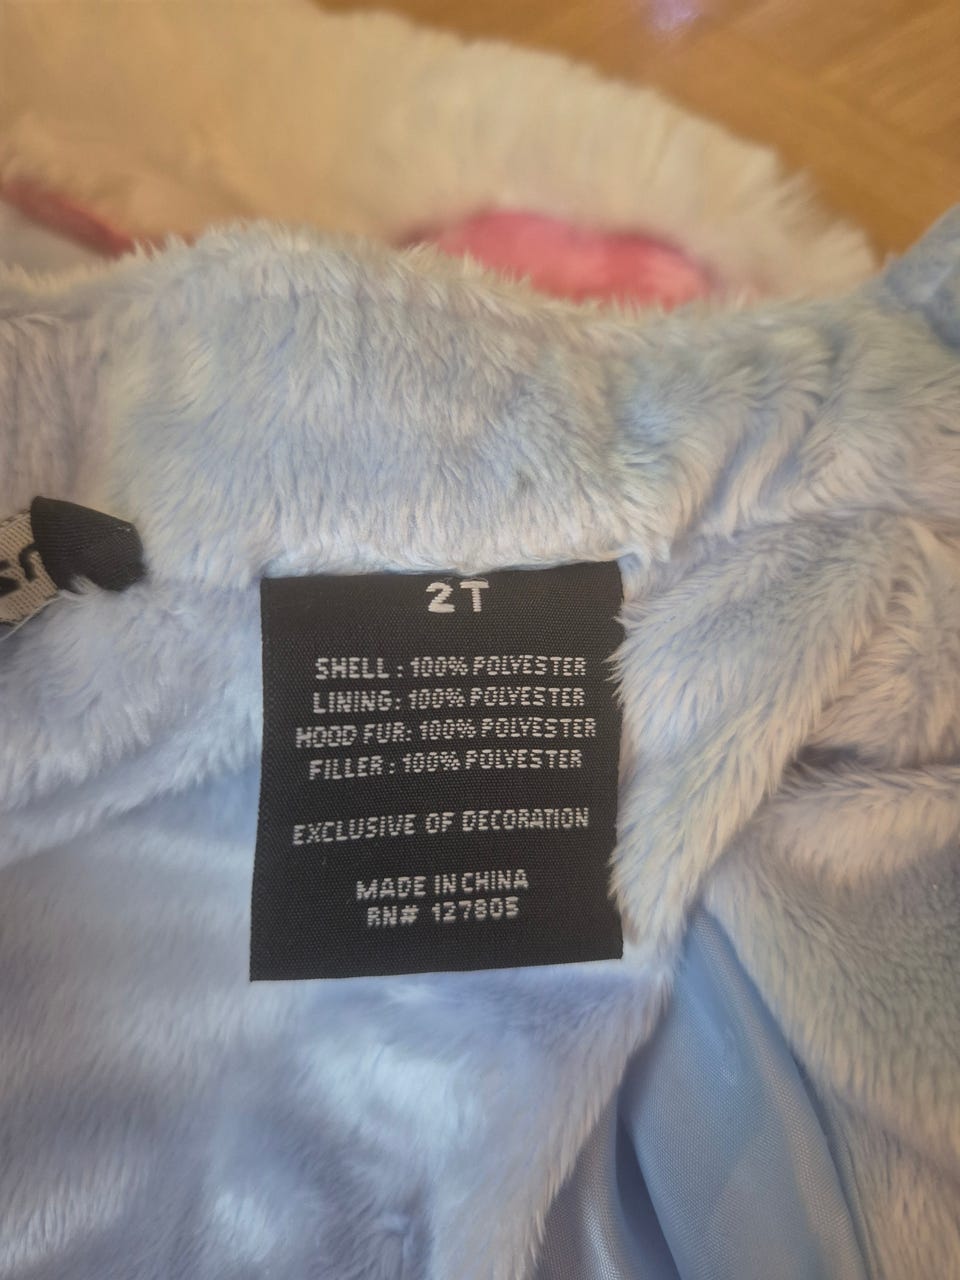 2T
SHELL: 100% POLYESTER
LINING: 100% POLYESTER
HOOD FUR: 100% POLYESTER
FILLER: 100% POLYESTER
EXCLUSIVE OF DECORATION
MADE IN CHINA
RN# 127805